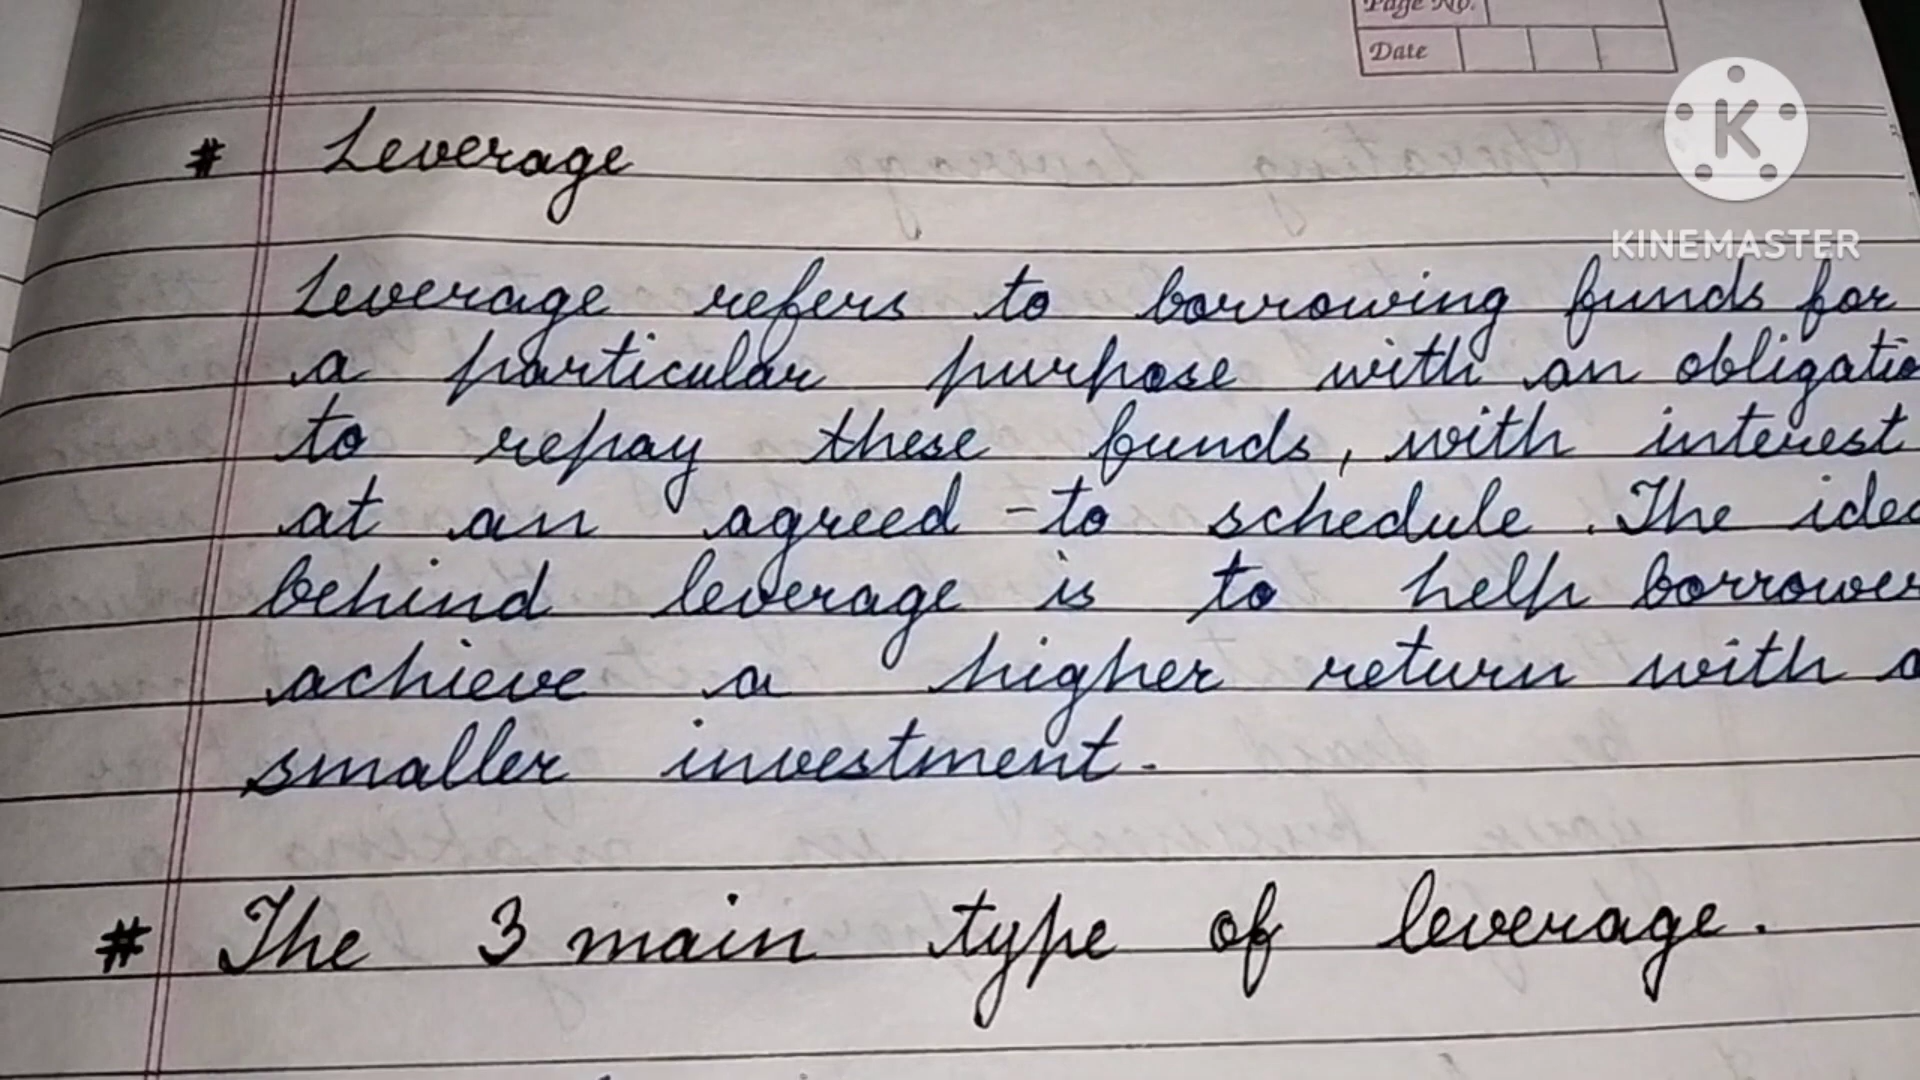 Page No.
Date
K
KINEMASTER
# Leverage
Leverage refers to borrowing funds for
a particular purpose with an obligatio
to repay these funds, with interest
at an agreed - to schedule. The idea
behind leverage is to help borrower
achieve a higher return with a
smaller investment.
# The 3 main type of leverage.